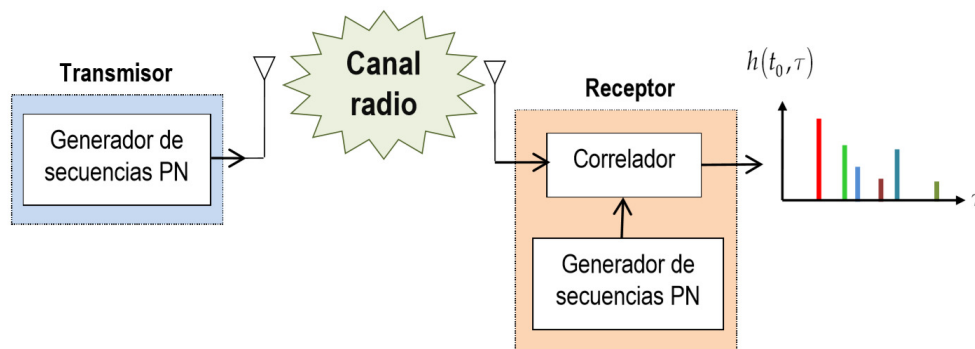 Transmisor
Generador de
secuencias PN
Canal
radio
Receptor
Correlador
Generador de
secuencias PN
h(t₀,τ)
τ